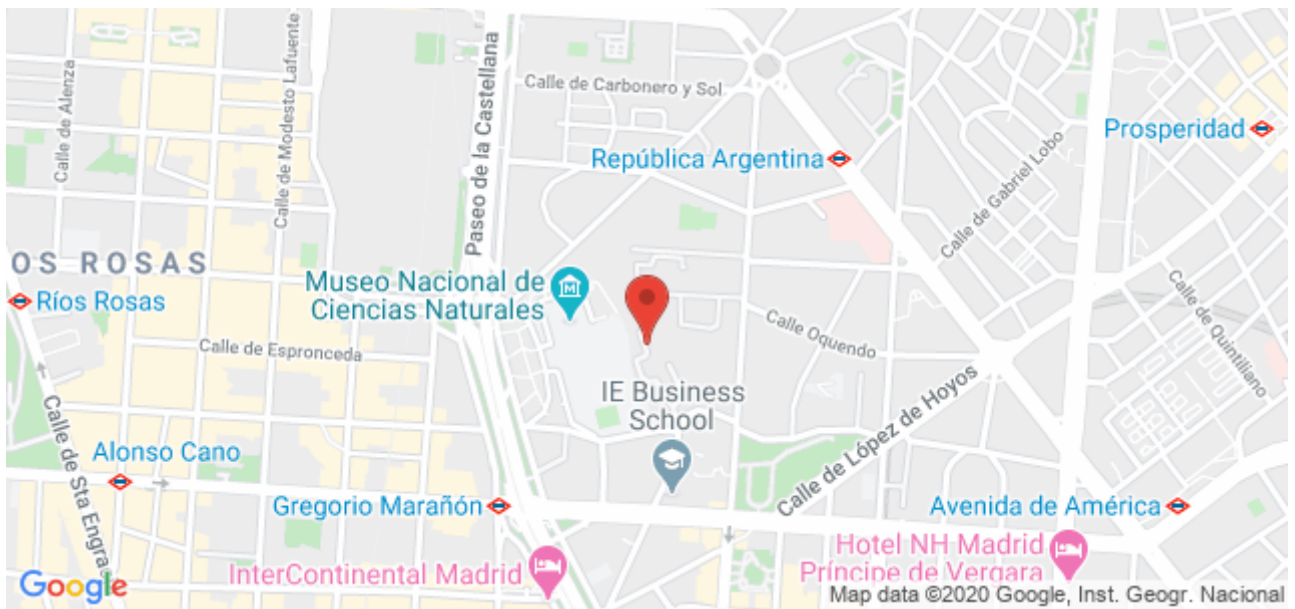 Calle de Alenza
Calle de Modesto Lafuente
Paseo de la Castellana
Calle de Carbonero y Sol
República Argentina
Calle de Gabriel Lobo
Prosperidad
OS ROSAS
Ríos Rosas
Museo Nacional de
Ciencias Naturales
Calle Oquendo
Calle de Quintiliano
Calle de Espronceda
IE Business
School
Calle de López de Hoyos
Calle de Sta Engrac
Alonso Cano
Gregorio Marañón
Avenida de América
InterContinental Madrid
Hotel NH Madrid
Príncipe de Vergara
Google
Map data ©2020 Google, Inst. Geogr. Nacional